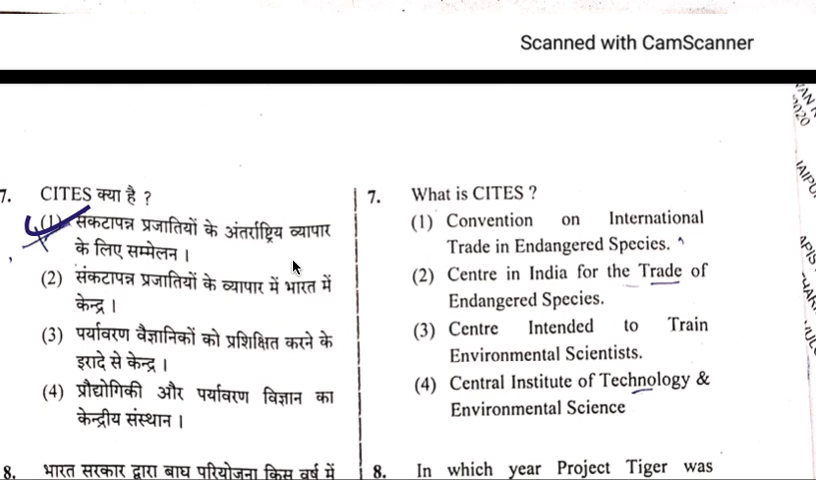 Scanned with CamScanner
7. CITES क्या है ?
(1) संकटापन्न प्रजातियों के अंतर्राष्ट्रिय व्यापार
के लिए सम्मेलन ।
(2) संकटापन्न प्रजातियों के व्यापार में भारत में
केन्द्र ।
(3) पर्यावरण वैज्ञानिकों को प्रशिक्षित करने के
इरादे से केन्द्र ।
(4) प्रौद्योगिकी और पर्यावरण विज्ञान का
केन्द्रीय संस्थान ।
8. भारत सरकार द्वारा बाघ परियोजना किस वर्ष में
7. What is CITES ?
(1) Convention on International
Trade in Endangered Species.
(2) Centre in India for the Trade of
Endangered Species.
(3) Centre Intended to Train
Environmental Scientists.
(4) Central Institute of Technology &
Environmental Science
8. In which year Project Tiger was
2020